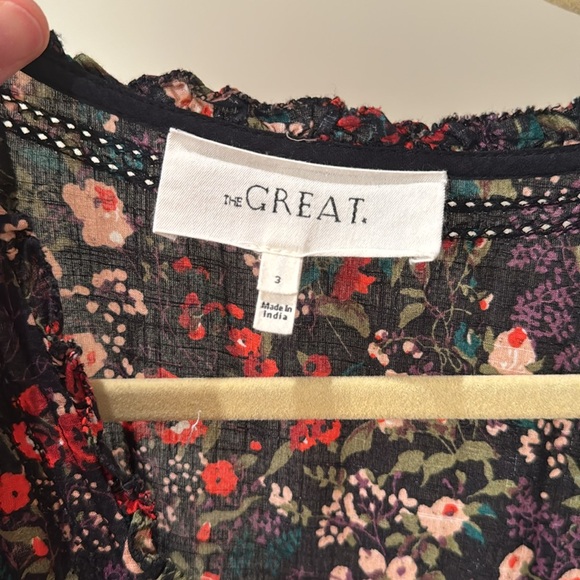 THE GREAT.
3
Made in
India